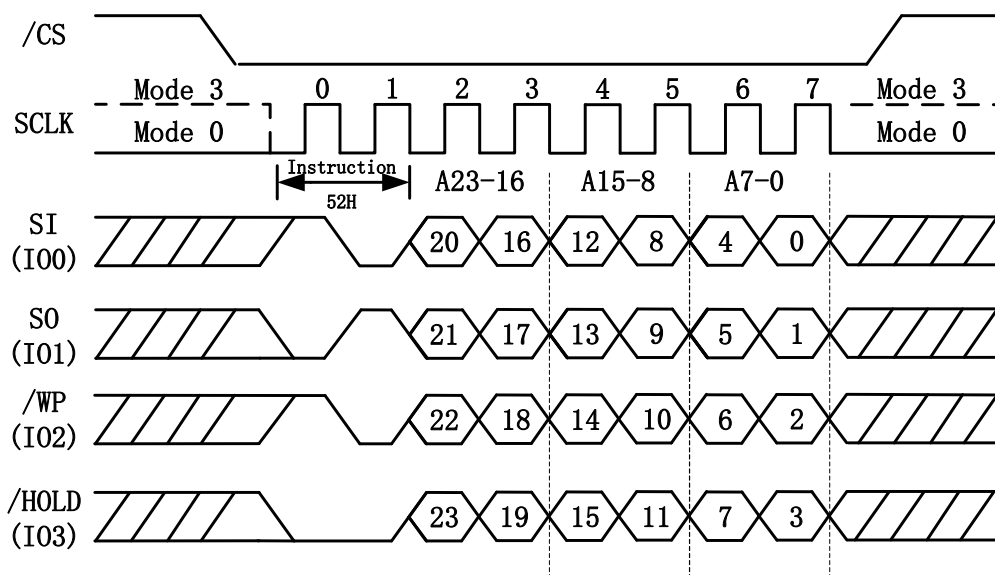 /CS
Mode 3 0 1 2 3 4 5 6 7 Mode 3
SCLK
Mode 0 Mode 0
Instruction
52H
A23-16 A15-8 A7-0
SI
(IO0)
20 16 12 8 4 0
SO
(IO1)
21 17 13 9 5 1
/WP
(IO2)
22 18 14 10 6 2
/HOLD
(IO3)
23 19 15 11 7 3